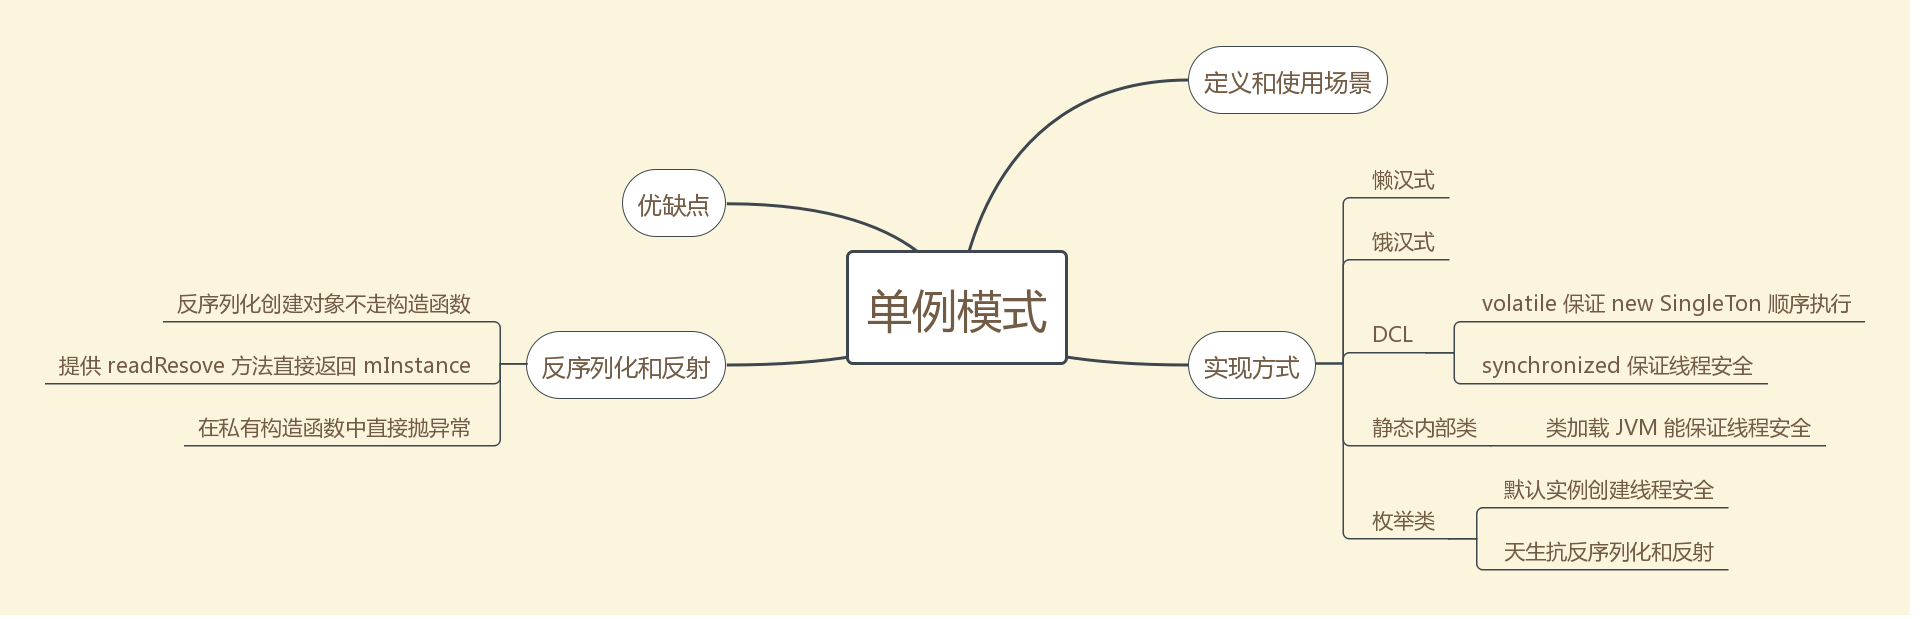 单例模式
定义和使用场景
实现方式
懒汉式
饿汉式
DCL
volatile 保证 new SingleTon 顺序执行
synchronized 保证线程安全
静态内部类
类加载 JVM 能保证线程安全
枚举类
默认实例创建线程安全
天生抗反序列化和反射
优缺点
反序列化和反射
反序列化创建对象不走构造函数
提供 readResove 方法直接返回 mInstance
在私有构造函数中直接抛异常